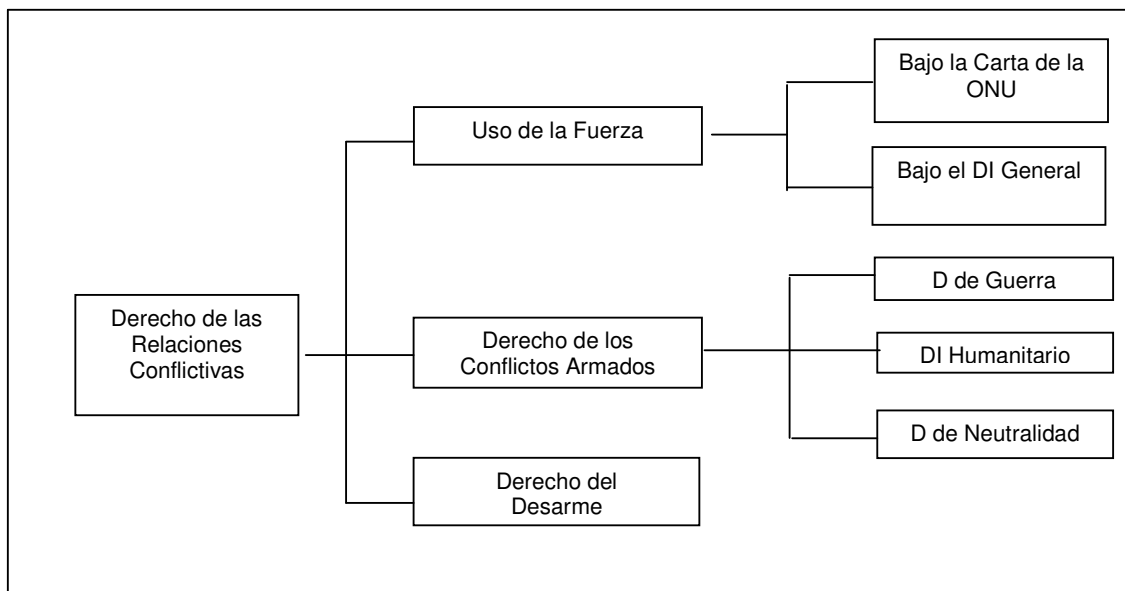 Derecho de las
Relaciones
Conflictivas
Uso de la Fuerza
Bajo la Carta de la
ONU
Bajo el DI General
Derecho de los
Conflictos Armados
D de Guerra
DI Humanitario
D de Neutralidad
Derecho del
Desarme